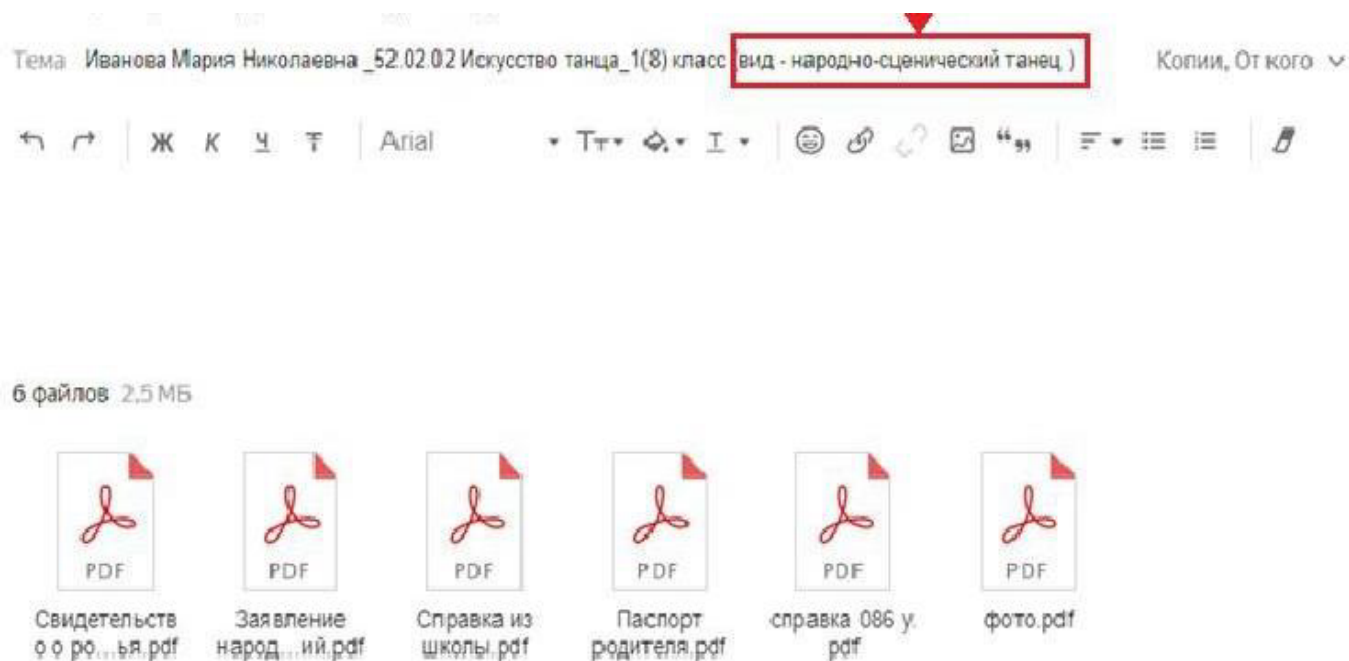 Тема Иванова Мария Николаевна _52.02.02 Искусство танца_1(8) класс (вид - народно-сценический танец ) Копии, От кого
Ж К Ч Т Arial
6 файлов 2,5 МБ
PDF PDF PDF PDF PDF PDF
Свидетельств Заявление Справка из Паспорт справка 086 у. фото.pdf
о о ро...ья.pdf народ...ий.pdf школы.pdf родителя.pdf pdf